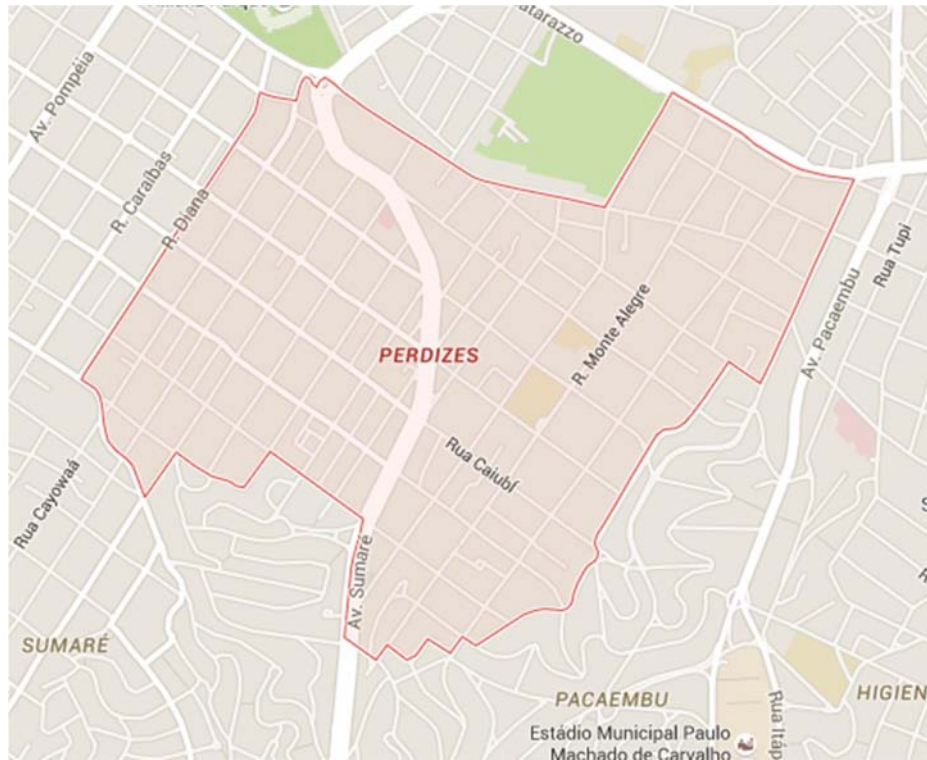 atarazzo
Av. Pompéia
R. Caraíbas
R. Diana
Rua Tupi
Av. Pacaembu
R. Monte Alegre
PERDIZES
Rua Caiubí
Rua Cayowaá
Av. Sumaré
SUMARÉ
PACAEMBU
HIGIEN
Rua Itáp
Estádio Municipal Paulo
Machado de Carvalho